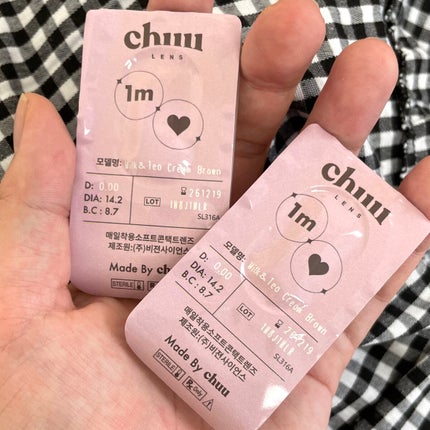 chuu
LENS
1m
모델명: Milk&Tea Cream Brown
D: 0.00
DIA: 14.2
B.C: 8.7
LOT
261219
SL316A
매일착용소프트콘택트렌즈
제조원:(주)비젼사이언스
Made By chuu
STERILE
chuu
LENS
1m
모델명: Milk&Tea Cream Brown
D: 0.00
DIA: 14.2
B.C: 8.7
LOT
261219
SL316A
매일착용소프트콘택트렌즈
제조원:(주)비젼사이언스
Made By chuu
STERILE
Rx Only